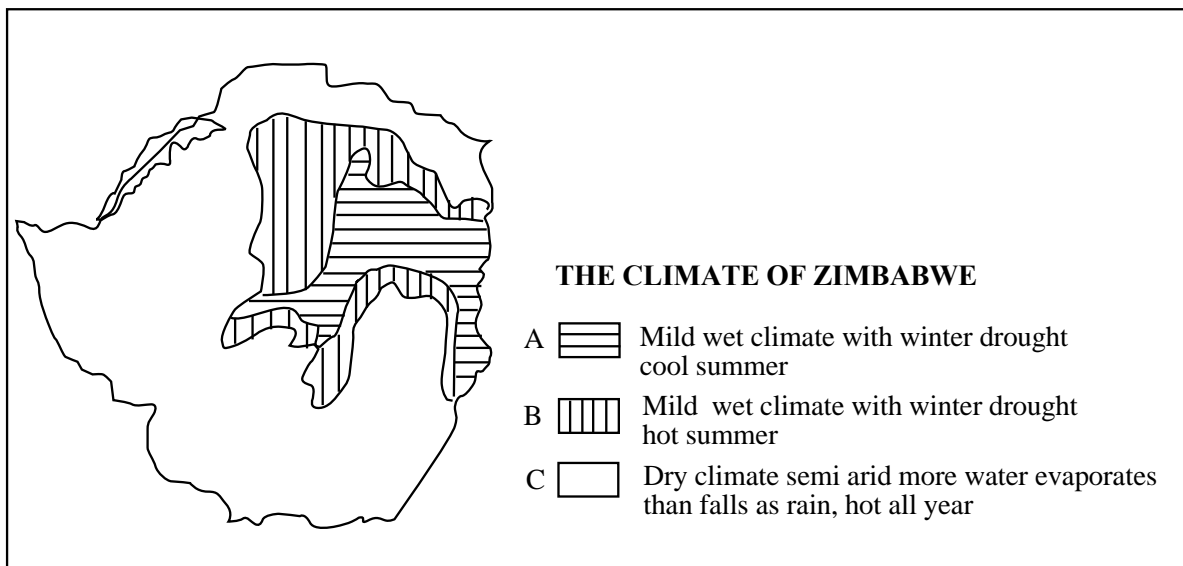 THE CLIMATE OF ZIMBABWE
A Mild wet climate with winter drought
cool summer
B Mild wet climate with winter drought
hot summer
C Dry climate semi arid more water evaporates
than falls as rain, hot all year